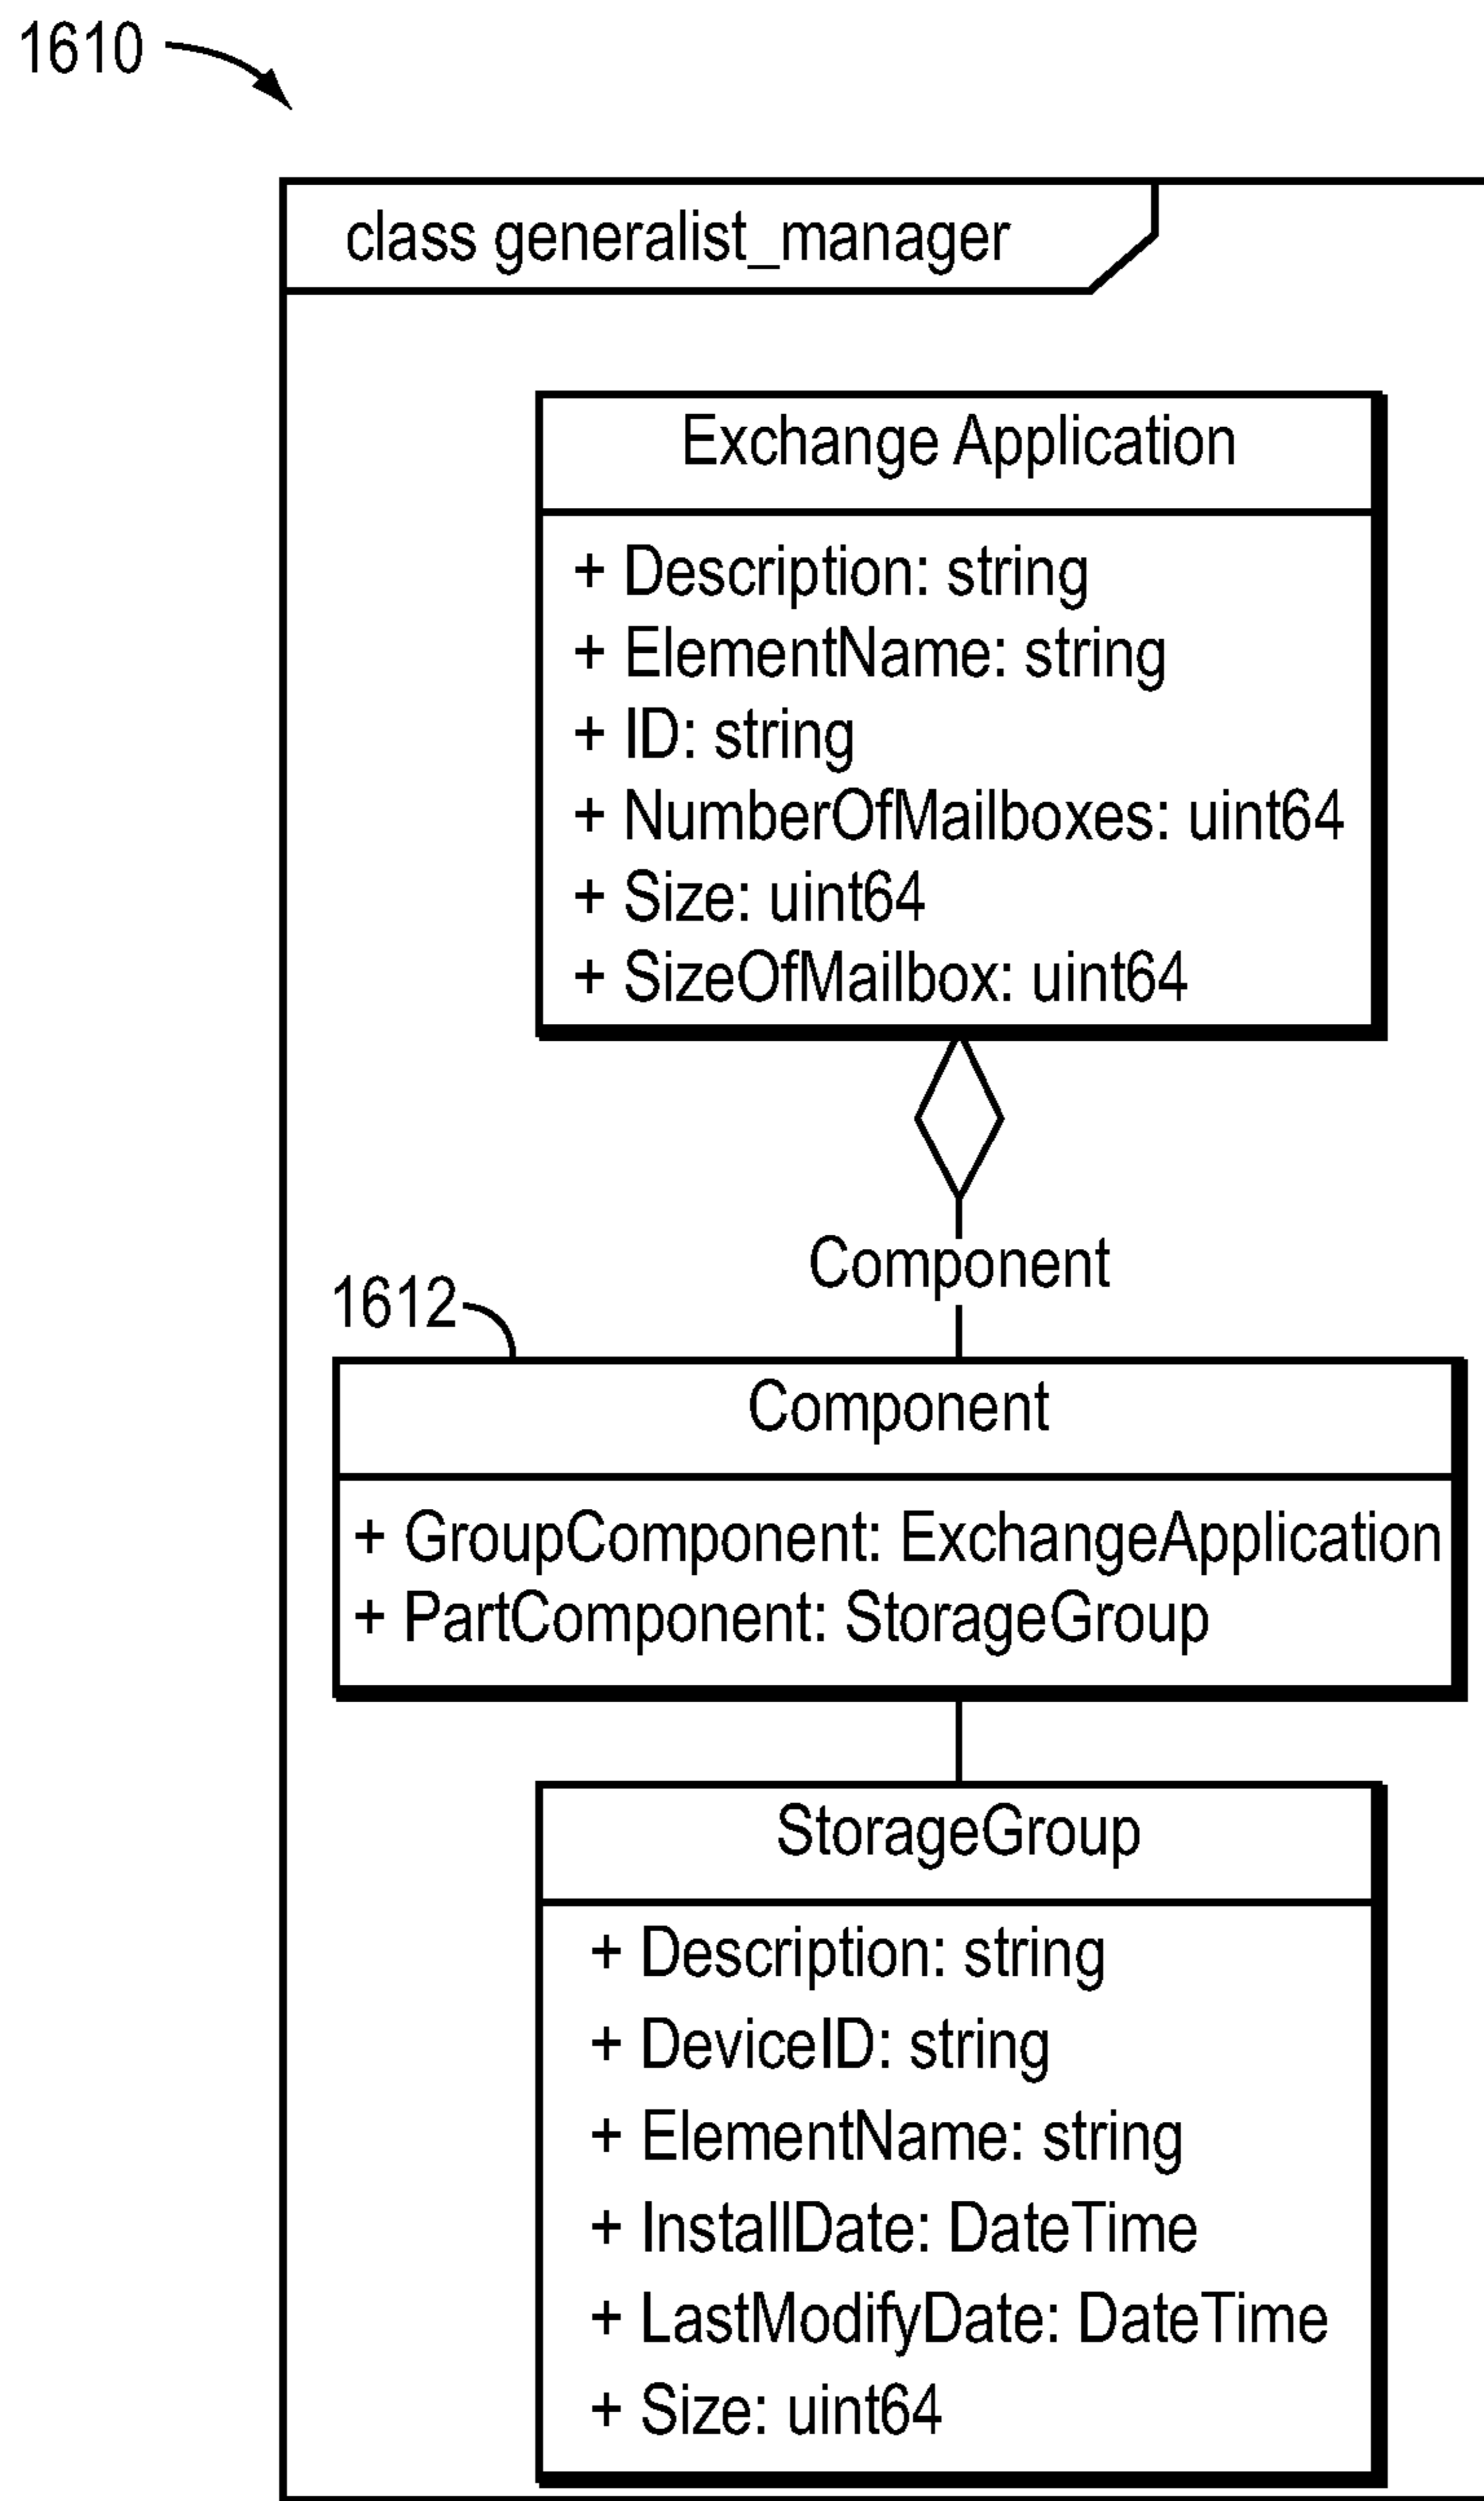 1610
class generalist_manager
Exchange Application
+ Description: string
+ ElementName: string
+ ID: string
+ NumberOfMailboxes: uint64
+ Size: uint64
+ SizeOfMailbox: uint64
Component
1612
Component
+ GroupComponent: ExchangeApplication
+ PartComponent: StorageGroup
StorageGroup
+ Description: string
+ DeviceID: string
+ ElementName: string
+ InstallDate: DateTime
+ LastModifyDate: DateTime
+ Size: uint64